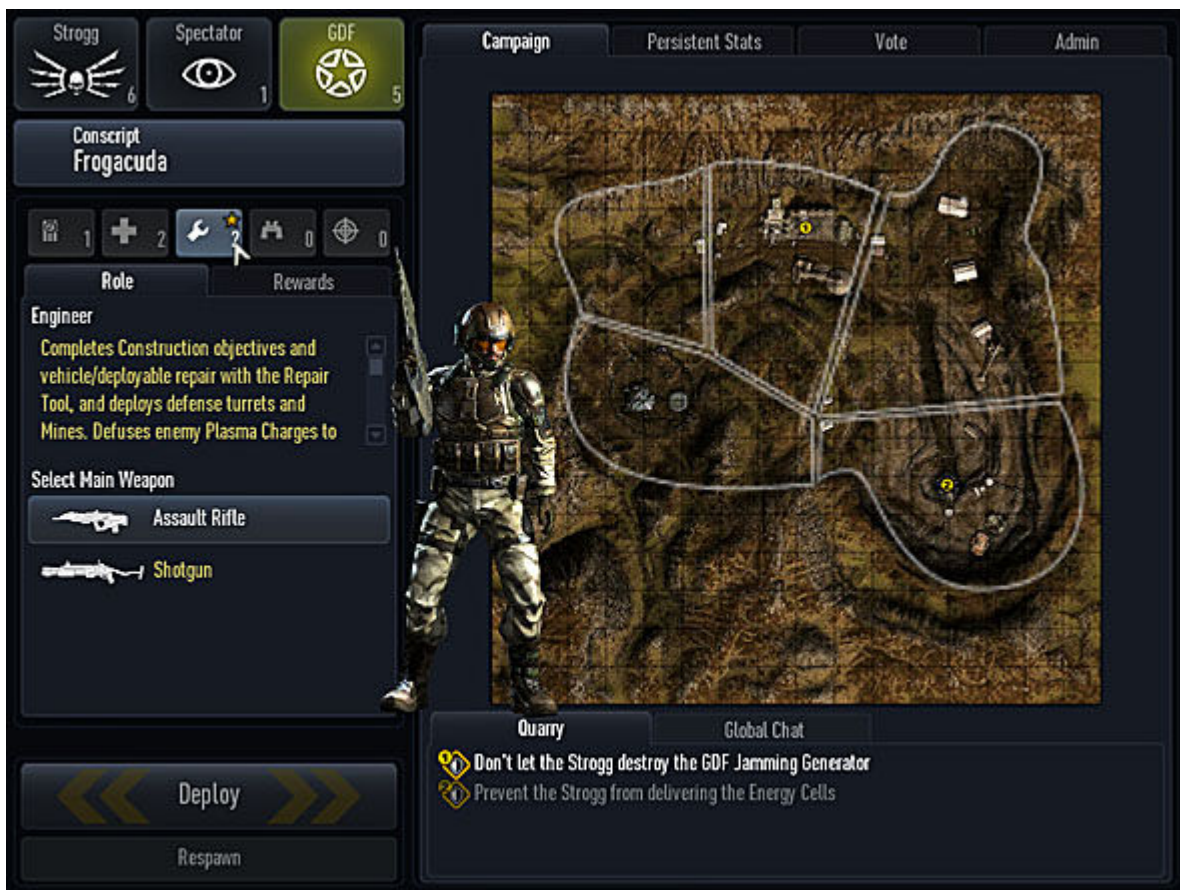 Strogg
6
Spectator
1
GDF
5
Conscript
Frogacuda
1
2
0
0
Role
Rewards
Engineer
Completes Construction objectives and
vehicle/deployable repair with the Repair
Tool, and deploys defense turrets and
Mines. Defuses enemy Plasma Charges to
Select Main Weapon
Assault Rifle
Shotgun
Deploy
Respawn
Campaign
Persistent Stats
Vote
Admin
1
2
Quarry
Global Chat
1 Don't let the Strogg destroy the GDF Jamming Generator
2 Prevent the Strogg from delivering the Energy Cells